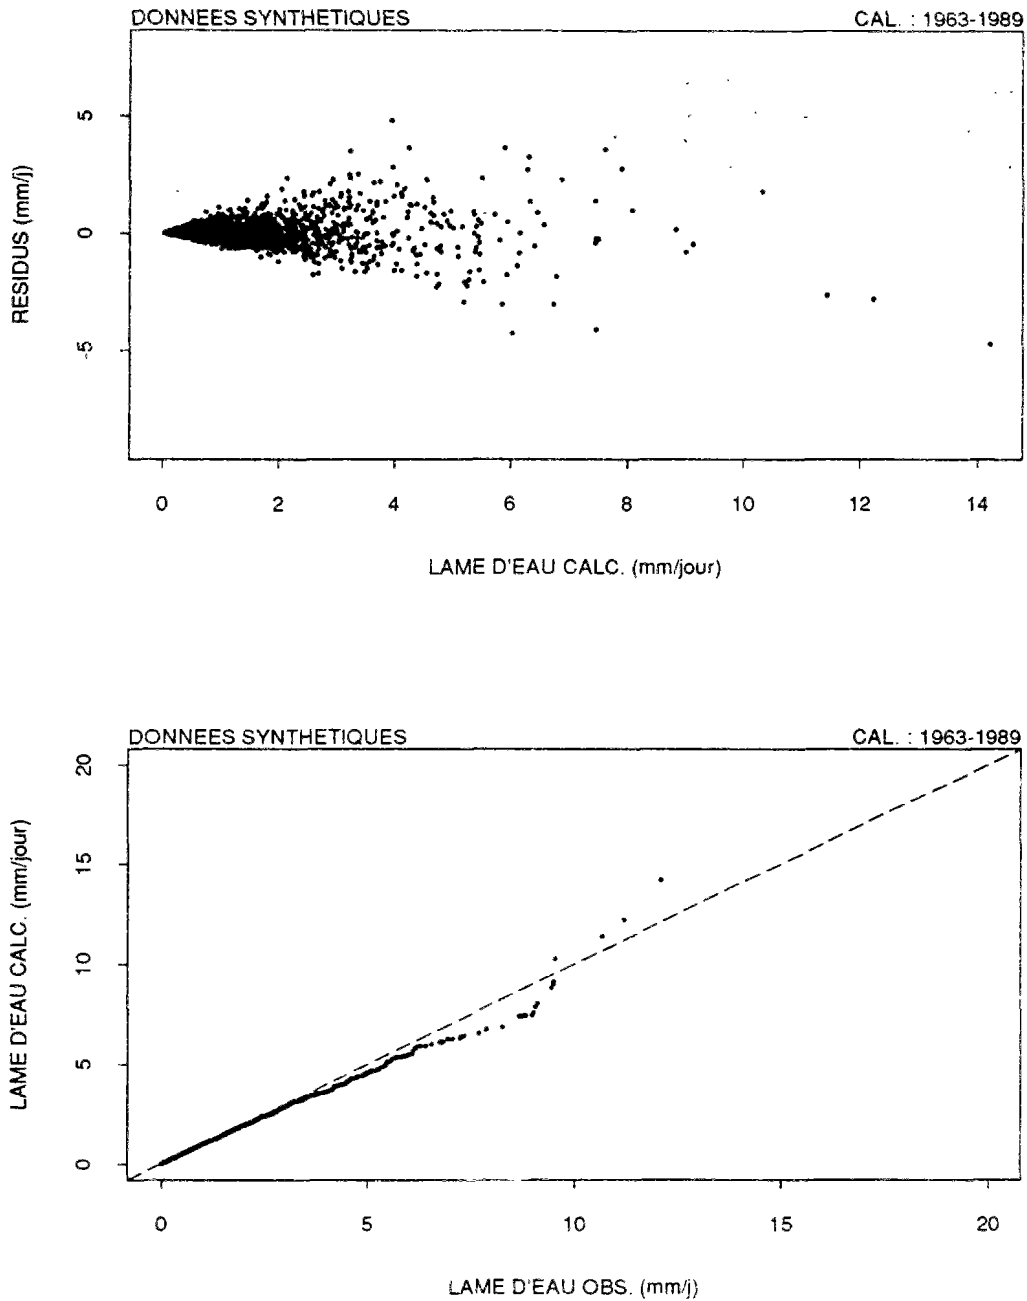 DONNEES SYNTHETIQUES CAL. : 1963-1989
5
0
-5
RESIDUS (mm/j)
0 2 4 6 8 10 12 14
LAME D'EAU CALC. (mm/jour)
DONNEES SYNTHETIQUES CAL. : 1963-1989
20
15
10
5
0
LAME D'EAU CALC. (mm/jour)
0 5 10 15 20
LAME D'EAU OBS. (mm/j)